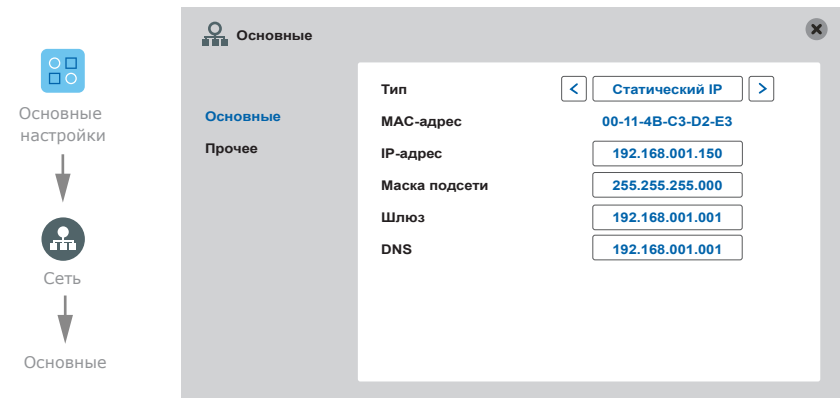 Основные
настройки
Сеть
Основные
Основные
Основные
Прочее
Тип < Статический IP >
MAC-адрес 00-11-4B-C3-D2-E3
IP-адрес 192.168.001.150
Маска подсети 255.255.255.000
Шлюз 192.168.001.001
DNS 192.168.001.001